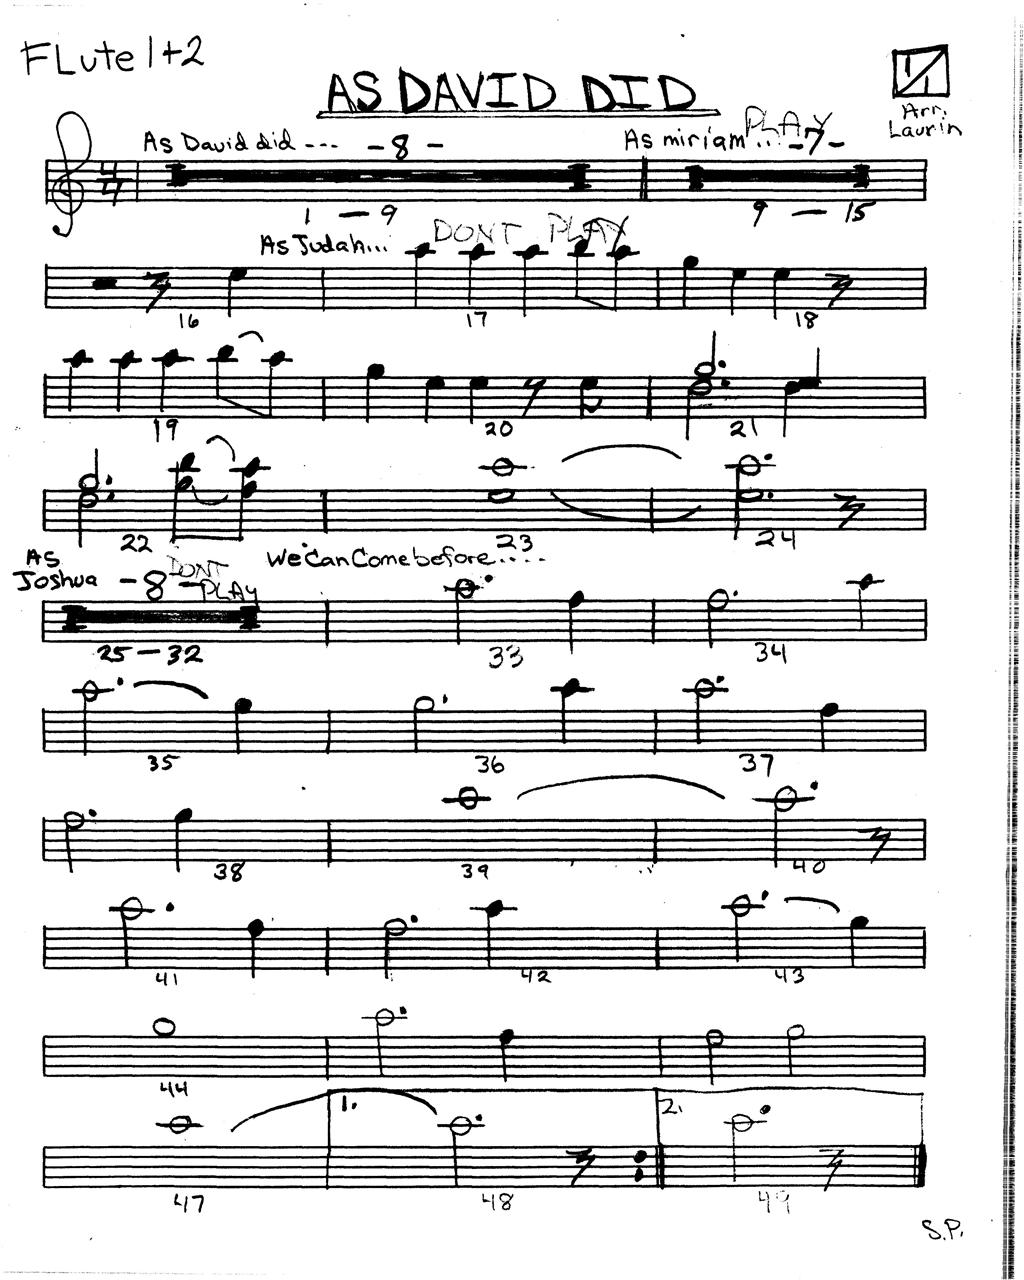 FLute 1+2
AS DAVID DID
Arr.
Laurin
As David did --- -8- As miriam... PLAY -7-
4
4
1 — 9 9 — 15
As Judah... DONT PLAY
16 17 18
19 20 21
22 23 24
As
Joshua -8- DONT PLAY We Can Come before....
25 — 32 33 34
35 36 37
38 39 40
41 42 43
44
1. 2.
47 48 49
S.P.